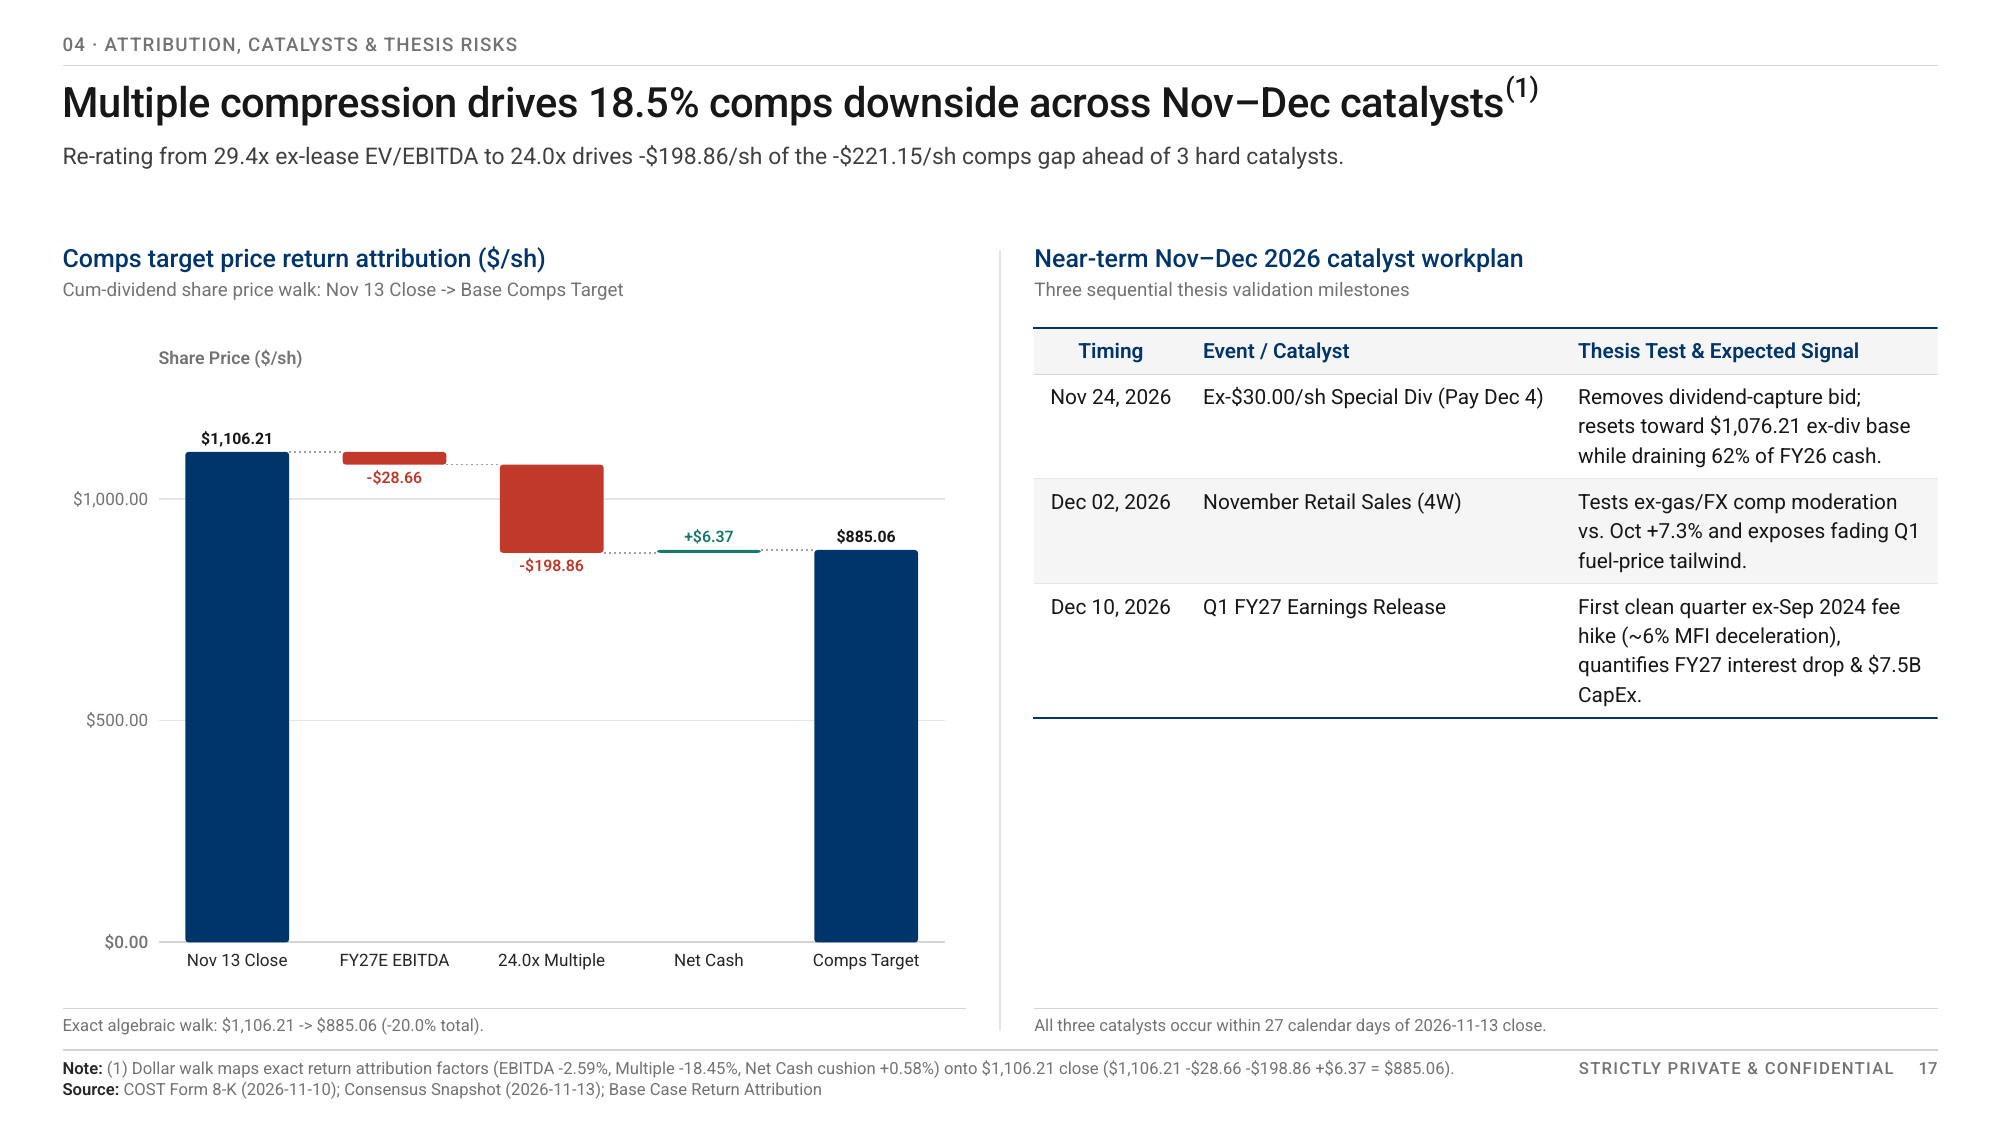 04 · ATTRIBUTION, CATALYSTS & THESIS RISKS
Multiple compression drives 18.5% comps downside across Nov–Dec catalysts(1)
Re-rating from 29.4x ex-lease EV/EBITDA to 24.0x drives -$198.86/sh of the -$221.15/sh comps gap ahead of 3 hard catalysts.
Comps target price return attribution ($/sh)
Cum-dividend share price walk: Nov 13 Close -> Base Comps Target
Share Price ($/sh)
$1,106.21
-$28.66
-$198.86
+$6.37
$885.06
$1,000.00
$500.00
$0.00
Nov 13 Close
FY27E EBITDA
24.0x Multiple
Net Cash
Comps Target
Exact algebraic walk: $1,106.21 -> $885.06 (-20.0% total).
Near-term Nov–Dec 2026 catalyst workplan
Three sequential thesis validation milestones
Timing Event / Catalyst Thesis Test & Expected Signal
Nov 24, 2026 Ex-$30.00/sh Special Div (Pay Dec 4) Removes dividend-capture bid;
resets toward $1,076.21 ex-div base
while draining 62% of FY26 cash.
Dec 02, 2026 November Retail Sales (4W) Tests ex-gas/FX comp moderation
vs. Oct +7.3% and exposes fading Q1
fuel-price tailwind.
Dec 10, 2026 Q1 FY27 Earnings Release First clean quarter ex-Sep 2024 fee
hike (~6% MFI deceleration),
quantifies FY27 interest drop & $7.5B
CapEx.
All three catalysts occur within 27 calendar days of 2026-11-13 close.
Note: (1) Dollar walk maps exact return attribution factors (EBITDA -2.59%, Multiple -18.45%, Net Cash cushion +0.58%) onto $1,106.21 close ($1,106.21 -$28.66 -$198.86 +$6.37 = $885.06).
Source: COST Form 8-K (2026-11-10); Consensus Snapshot (2026-11-13); Base Case Return Attribution
STRICTLY PRIVATE & CONFIDENTIAL 17